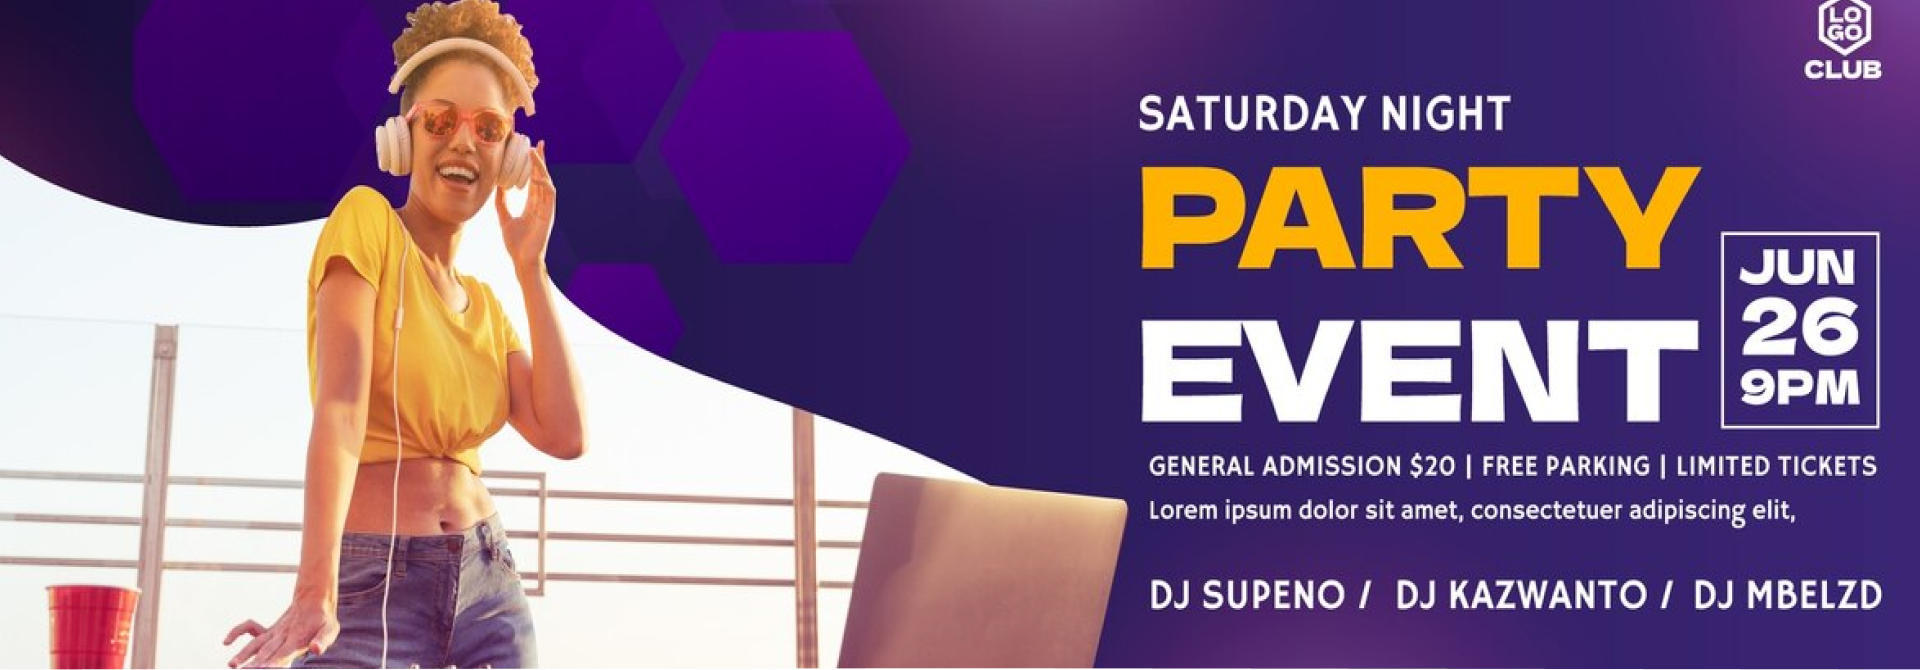 LO
GO
CLUB
SATURDAY NIGHT
PARTY
EVENT
JUN
26
9PM
GENERAL ADMISSION $20 | FREE PARKING | LIMITED TICKETS
Lorem ipsum dolor sit amet, consectetuer adipiscing elit,
DJ SUPENO / DJ KAZWANTO / DJ MBELZD